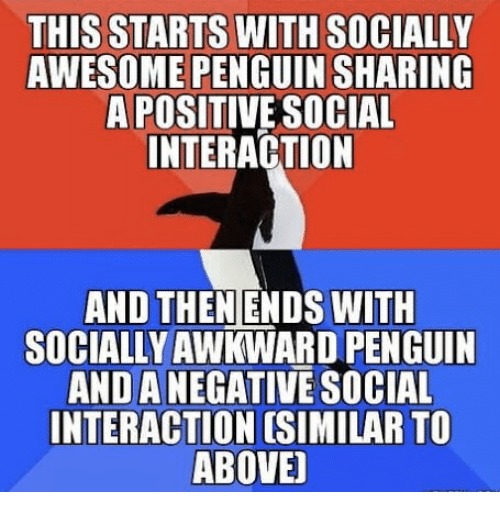 THIS STARTS WITH SOCIALLY
AWESOME PENGUIN SHARING
A POSITIVE SOCIAL
INTERACTION
AND THEN ENDS WITH
SOCIALLY AWKWARD PENGUIN
AND A NEGATIVE SOCIAL
INTERACTION (SIMILAR TO
ABOVE)